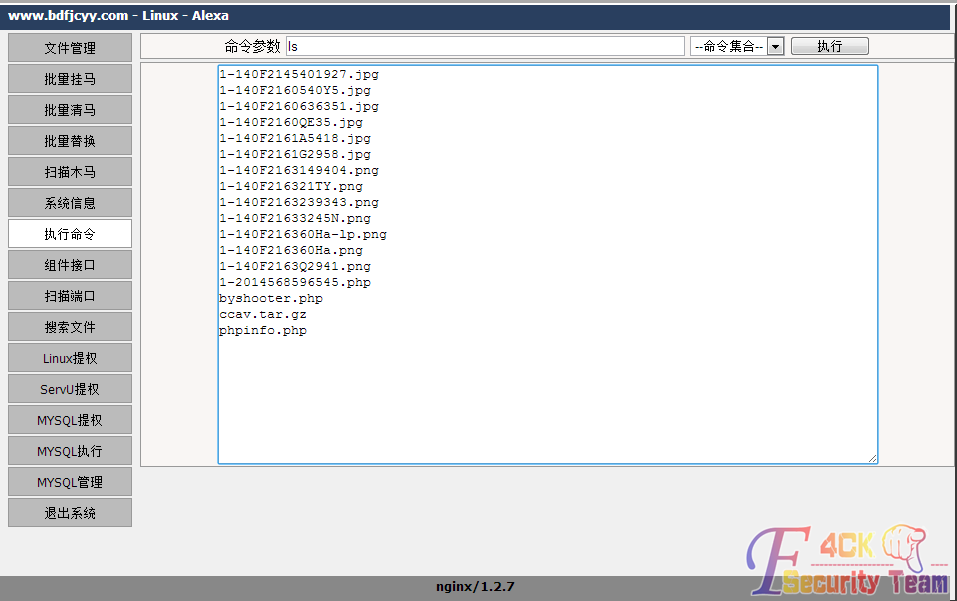 www.bdfjcyy.com - Linux - Alexa
文件管理
批量挂马
批量清马
批量替换
扫描木马
系统信息
执行命令
组件接口
扫描端口
搜索文件
Linux提权
ServU提权
MYSQL提权
MYSQL执行
MYSQL管理
退出系统
命令参数 ls --命令集合-- 执行
1-140F2145401927.jpg
1-140F2160540Y5.jpg
1-140F2160636351.jpg
1-140F2160QE35.jpg
1-140F2161A5418.jpg
1-140F2161G2958.jpg
1-140F2163149404.png
1-140F216321TY.png
1-140F2163239343.png
1-140F21633245N.png
1-140F216360Ha-lp.png
1-140F216360Ha.png
1-140F2163Q2941.png
1-2014568596545.php
byshooter.php
ccav.tar.gz
phpinfo.php
F4CK
Security Team
nginx/1.2.7